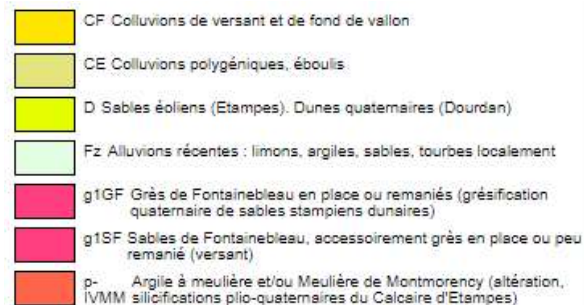 CF Colluvions de versant et de fond de vallon
CE Colluvions polygéniques, éboulis
D Sables éoliens (Etampes). Dunes quaternaires (Dourdan)
Fz Alluvions récentes : limons, argiles, sables, tourbes localement
g1GF Grès de Fontainebleau en place ou remaniés (grésification
quaternaire de sables stampiens dunaires)
g1SF Sables de Fontainebleau, accessoirement grès en place ou peu
remanié (versant)
p- Argile à meulière et/ou Meulière de Montmorency (altération,
IVMM silicifications plio-quaternaires du Calcaire d'Etampes)